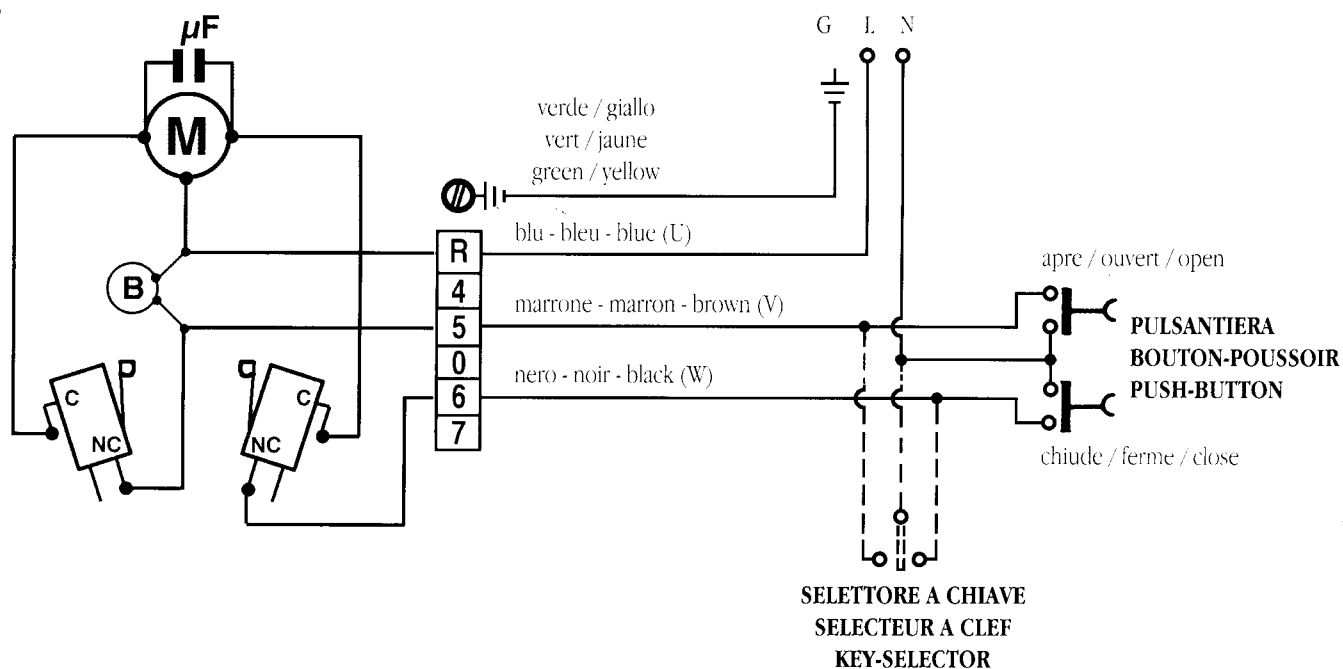 µF
M
B
C
NC
C
NC
G L N
verde / giallo
vert / jaune
green / yellow
R
4
5
0
6
7
blu - bleu - blue (U)
marrone - marron - brown (V)
nero - noir - black (W)
apre / ouvert / open
PULSANTIERA
BOUTON-POUSSOIR
PUSH-BUTTON
chiude / ferme / close
SELETTORE A CHIAVE
SELECTEUR A CLEF
KEY-SELECTOR